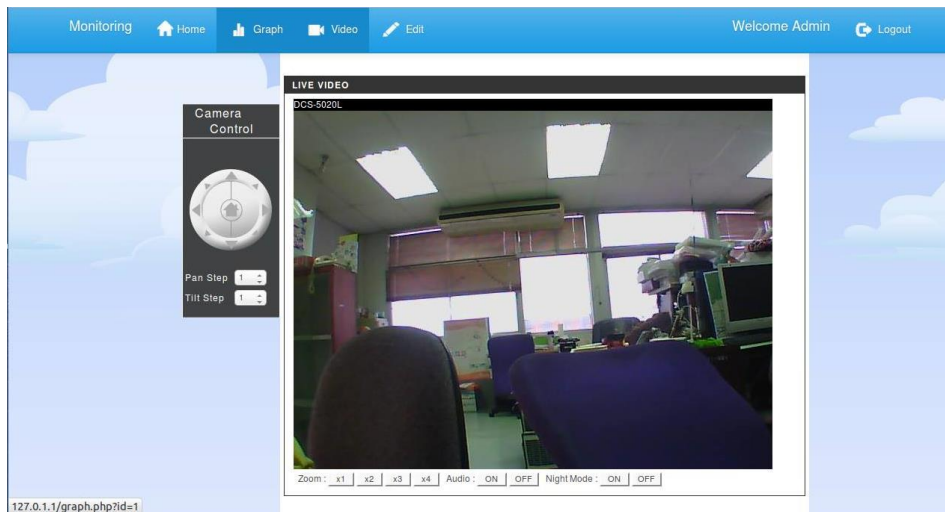 Monitoring Home Graph Video Edit Welcome Admin Logout
LIVE VIDEO
DCS-5020L
Camera
Control
Pan Step 1
Tilt Step 1
Zoom : x1 x2 x3 x4 Audio : ON OFF Night Mode : ON OFF
127.0.1.1/graph.php?id=1